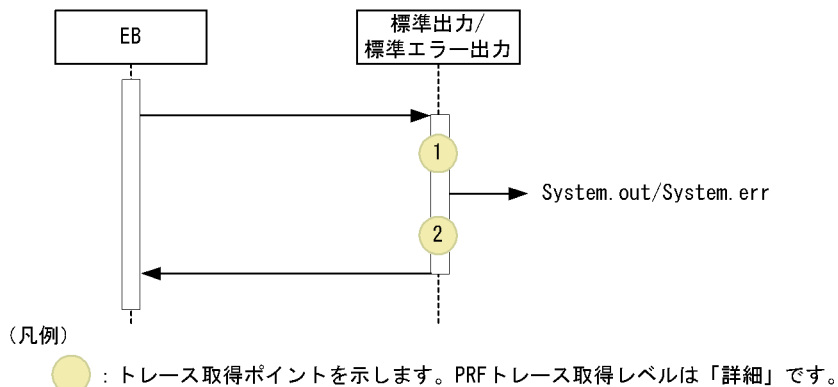 EB
標準出力/
標準エラー出力
1
System.out/System.err
2
(凡例)
：トレース取得ポイントを示します。PRFトレース取得レベルは「詳細」です。